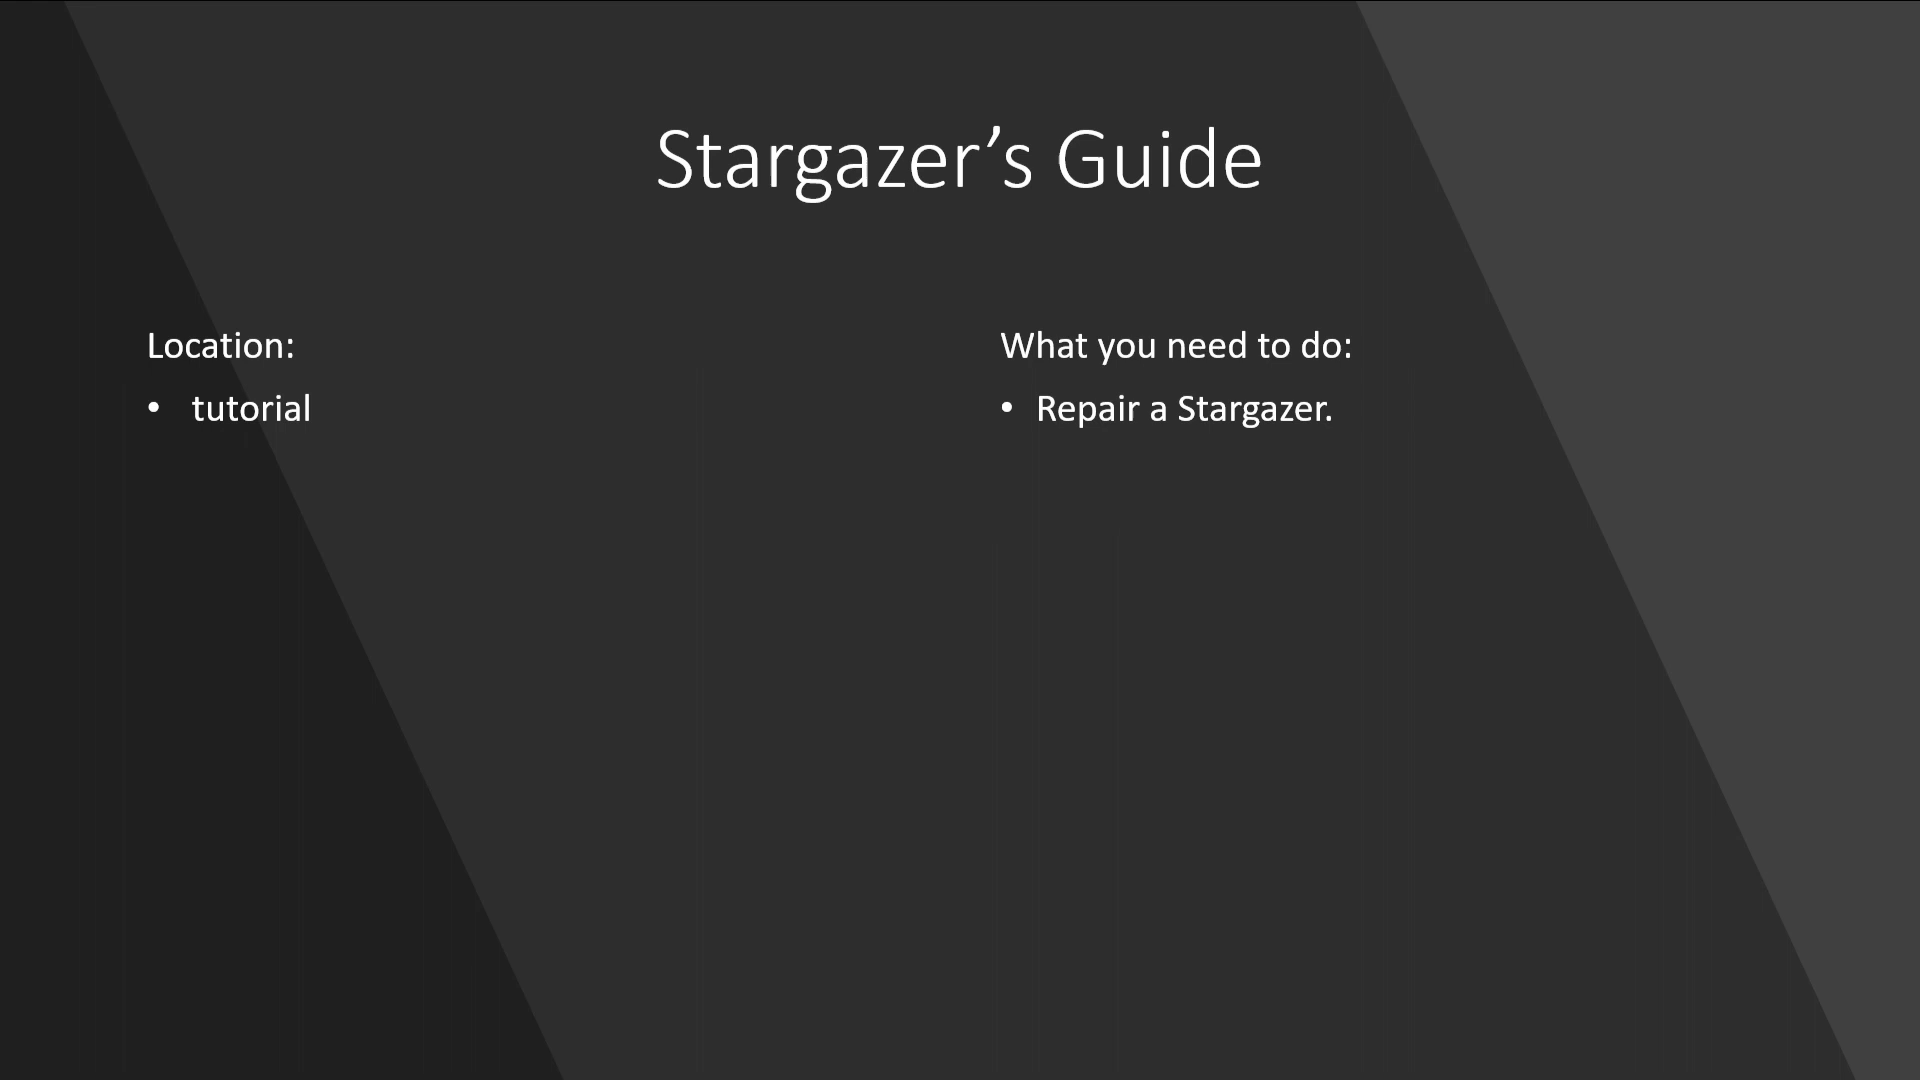 Stargazer’s Guide
Location:
• tutorial
What you need to do:
• Repair a Stargazer.